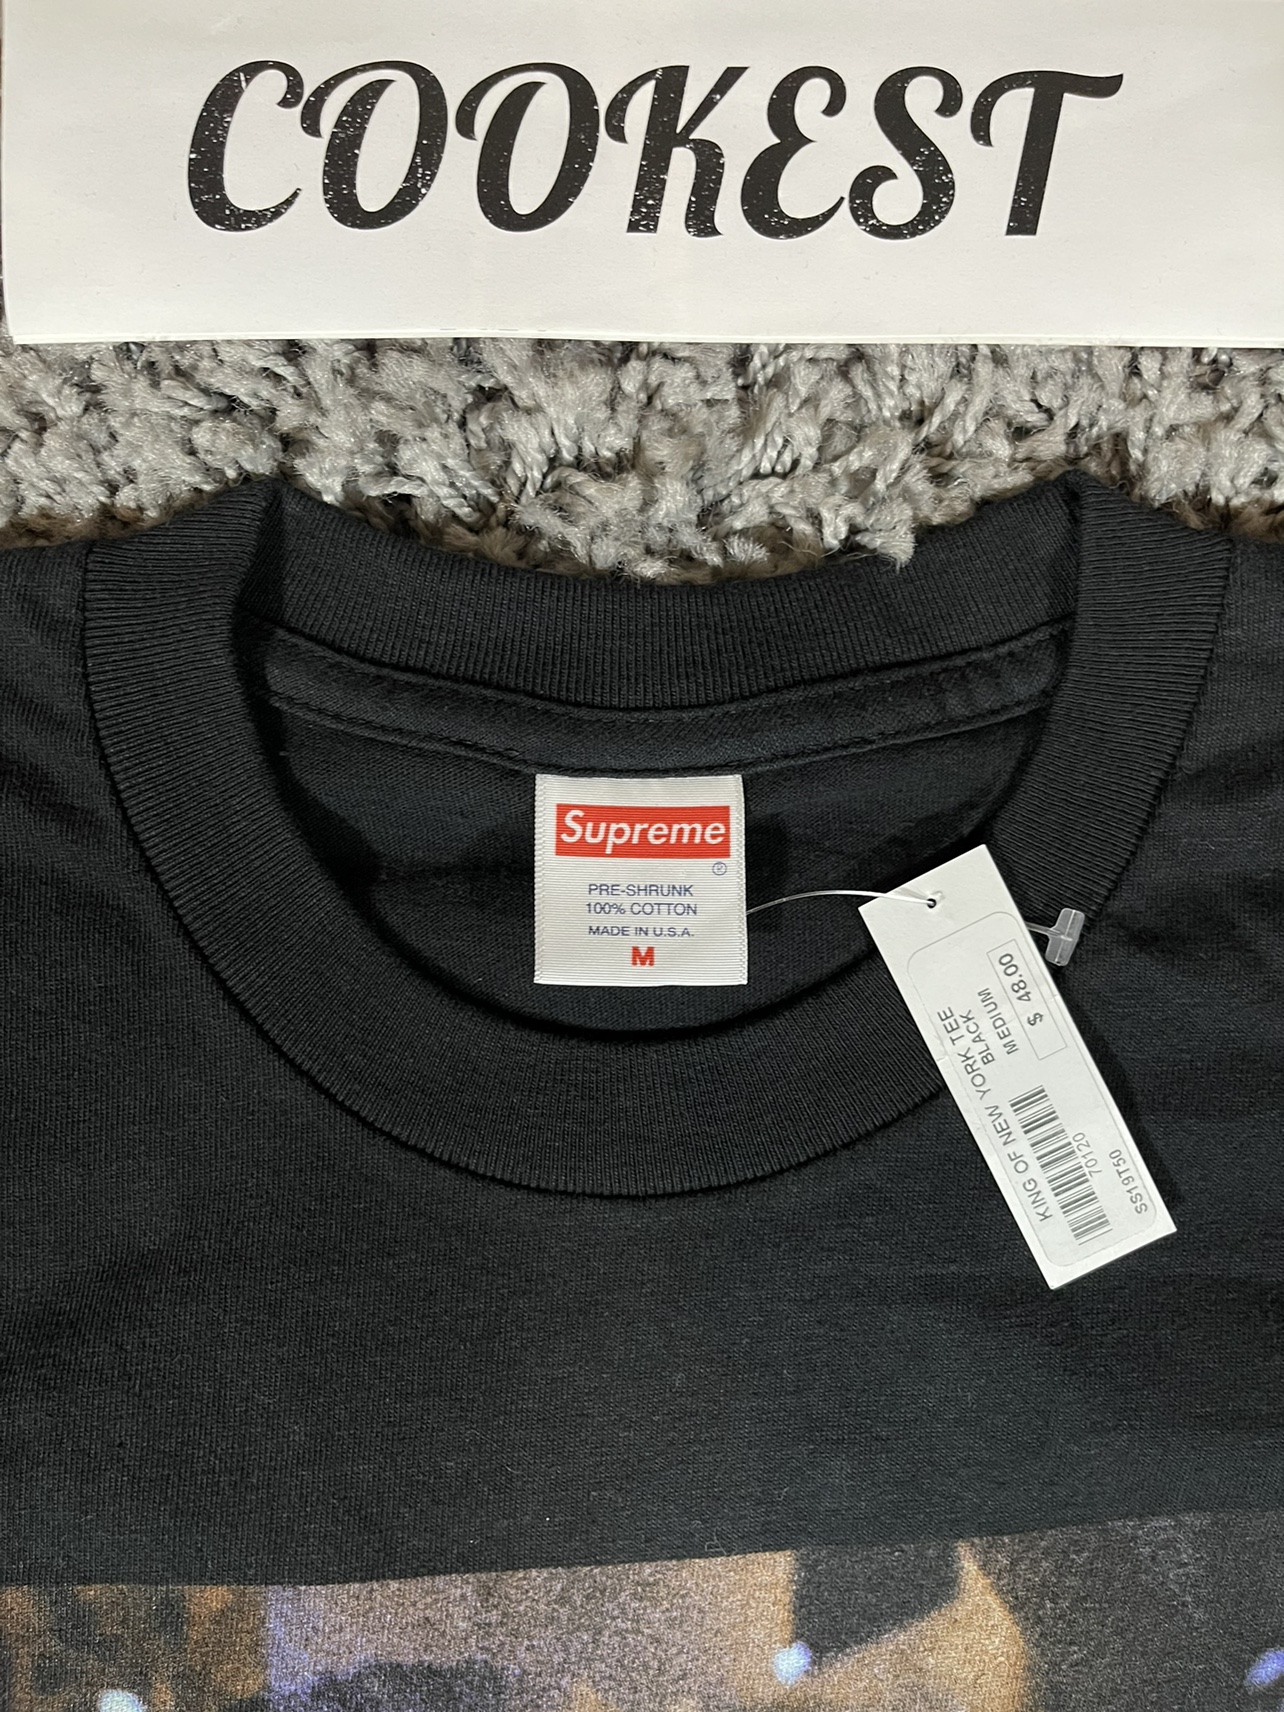 COOKEST
Supreme
®
PRE-SHRUNK
100% COTTON
MADE IN U.S.A.
M
KING OF NEW YORK TEE
BLACK
MEDIUM
$ 48.00
70120
SS19T50